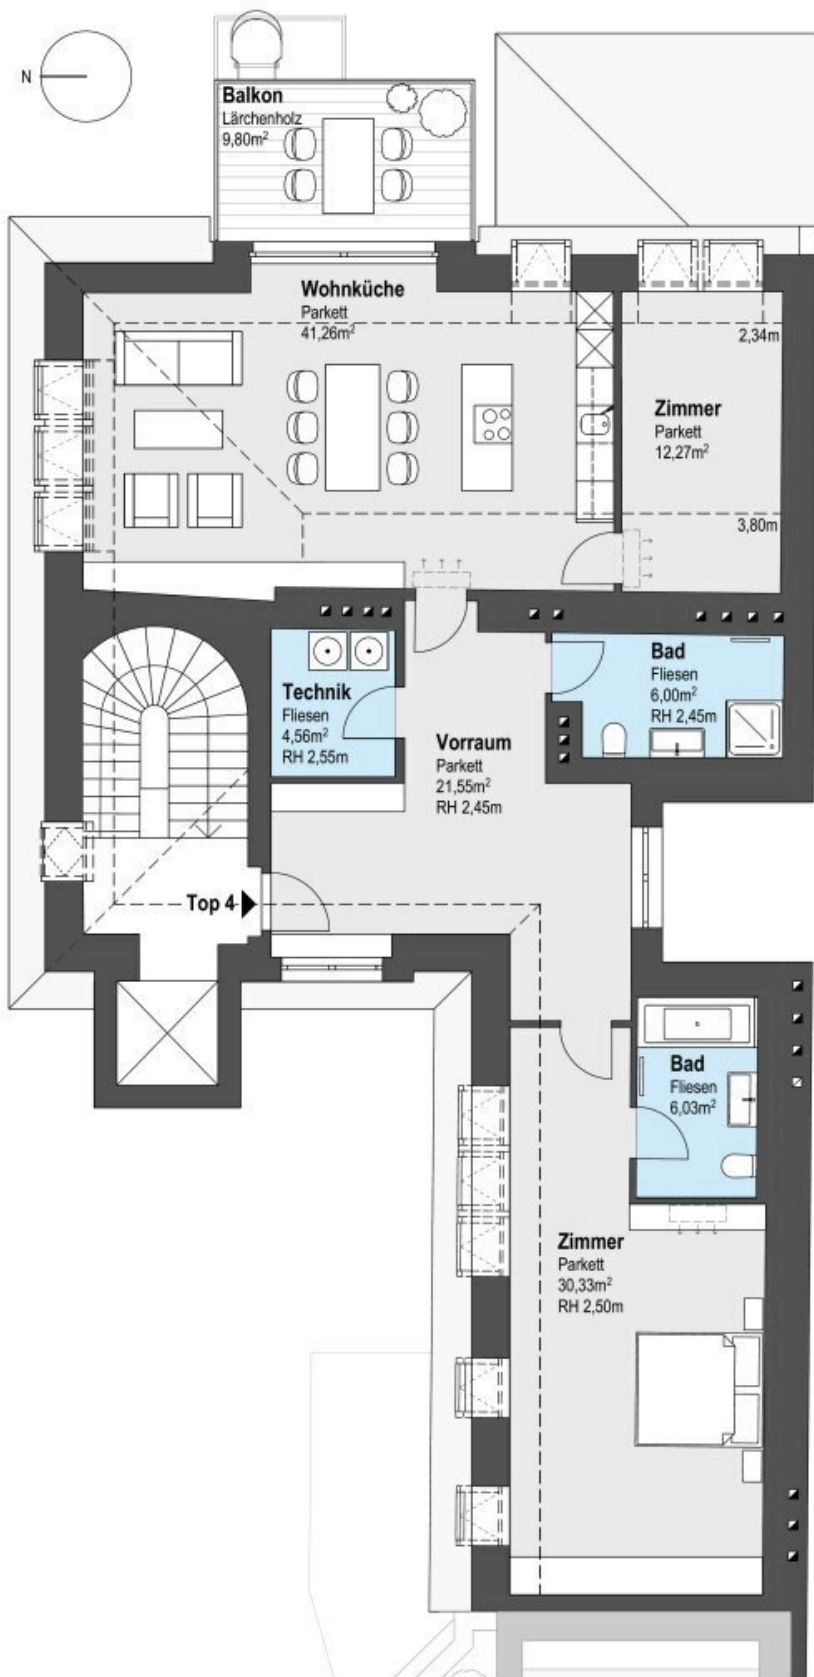 N
Balkon
Lärchenholz
9,80m²
Wohnküche
Parkett
41,26m²
2,34m
Zimmer
Parkett
12,27m²
3,80m
Technik
Fliesen
4,56m²
RH 2,55m
Bad
Fliesen
6,00m²
RH 2,45m
Vorraum
Parkett
21,55m²
RH 2,45m
Top 4
Bad
Fliesen
6,03m²
Zimmer
Parkett
30,33m²
RH 2,50m